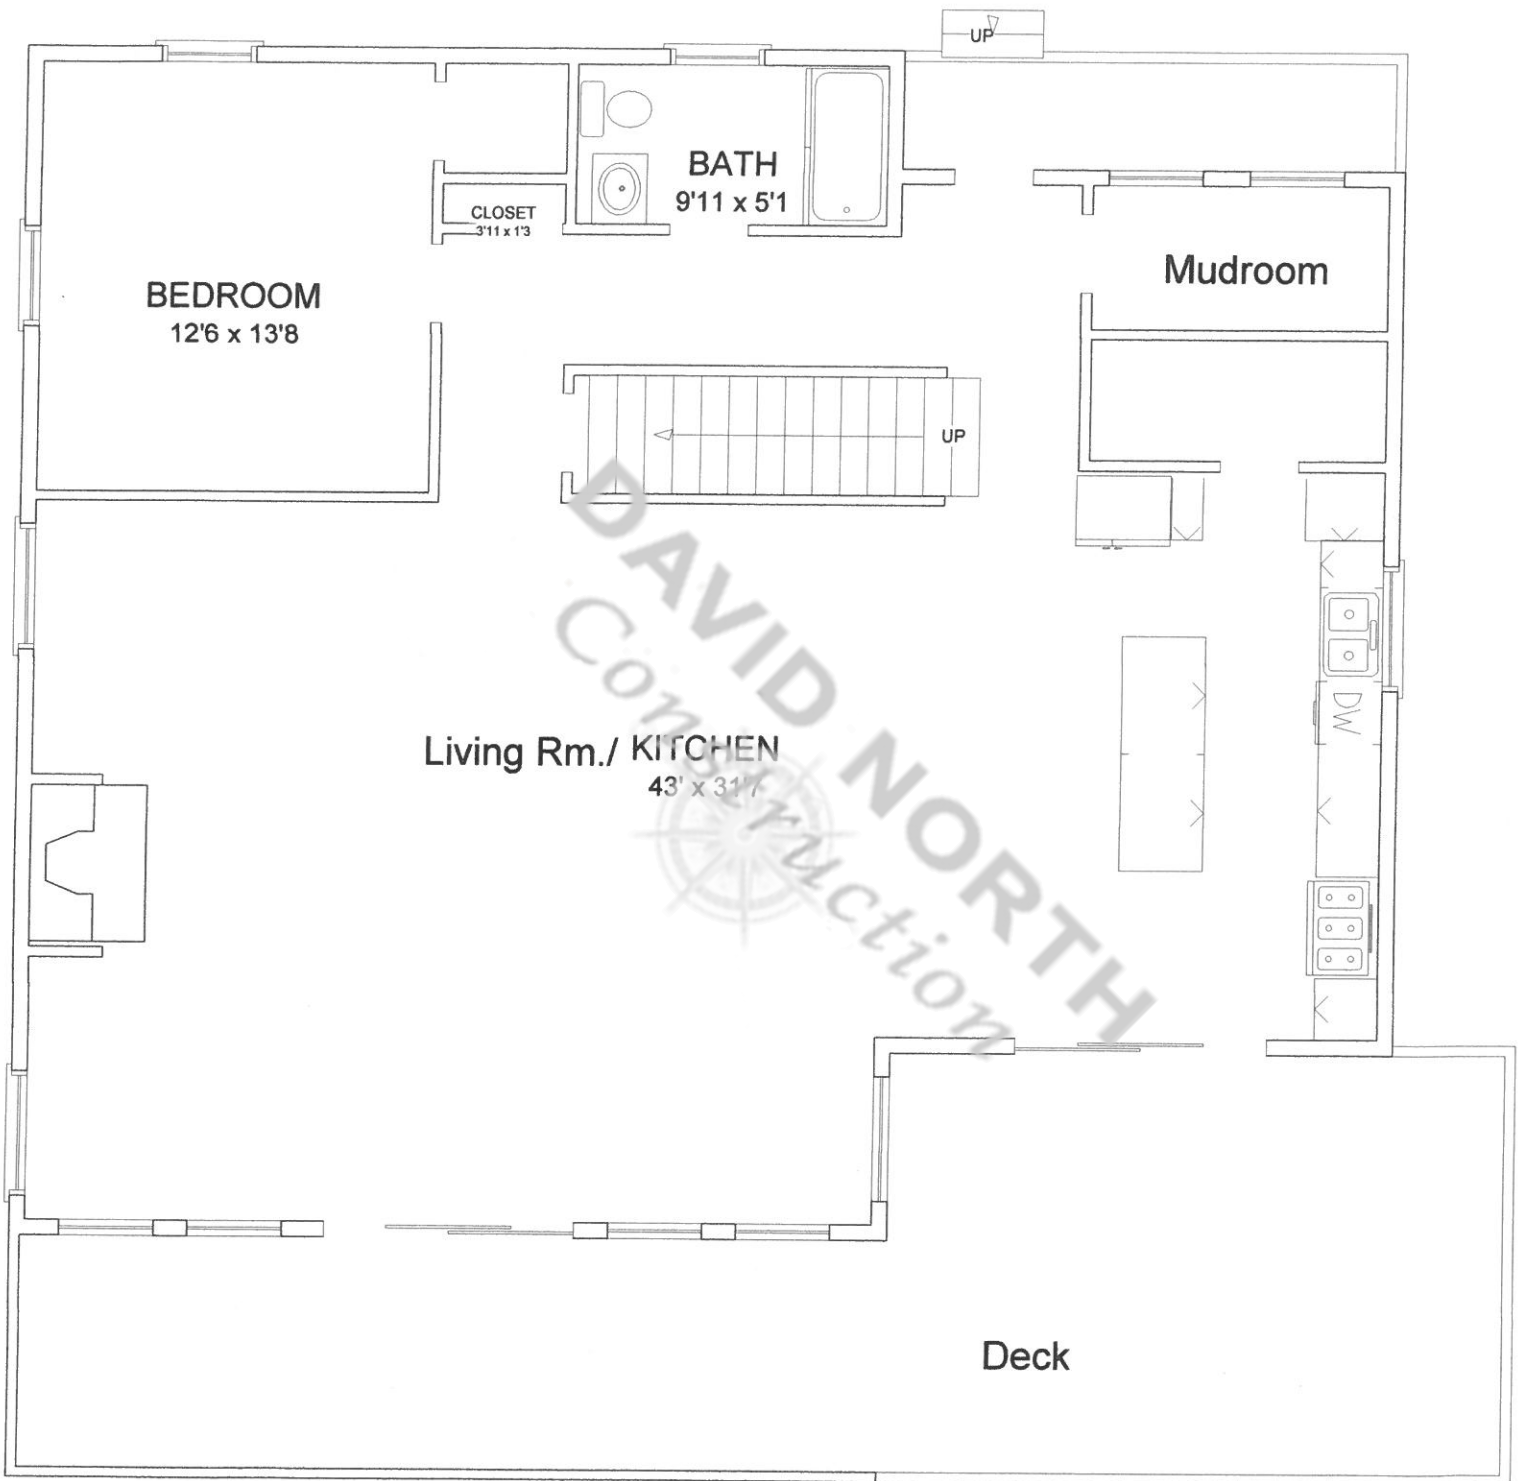 UP
BATH
9'11 x 5'1
CLOSET
3'11 x 1'3
Mudroom
BEDROOM
12'6 x 13'8
UP
DAVID NORTH
Construction
Living Rm./ KITCHEN
43' x 31'7
DW
Deck